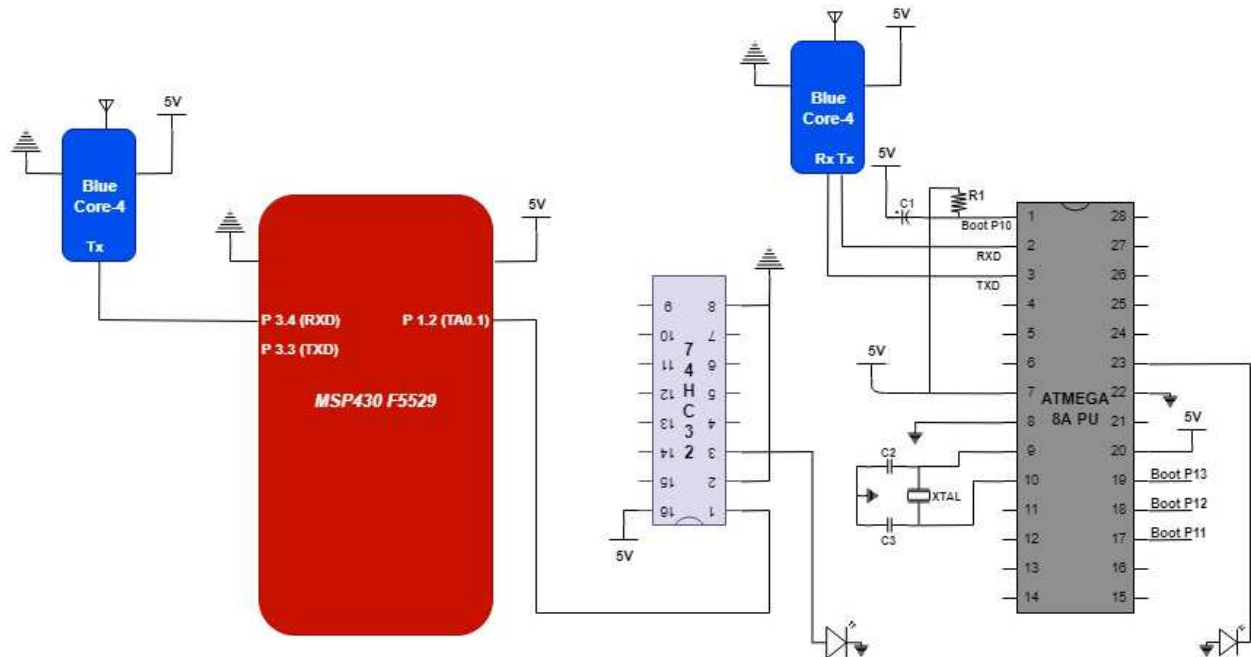 5V
Blue
Core-4
Tx
5V
P 3.4 (RXD)
P 3.3 (TXD)
P 1.2 (TA0.1)
MSP430 F5529
9
10
11
12
13
14
15
16
74HC32
8
7
6
5
4
3
2
1
5V
5V
Blue
Core-4
Rx Tx
5V
C1
R1
Boot P10
RXD
TXD
5V
C2
XTAL
C3
1
2
3
4
5
6
7
8
9
10
11
12
13
14
ATMEGA
8A PU
28
27
26
25
24
23
22
21
20
19
18
17
16
15
5V
Boot P13
Boot P12
Boot P11